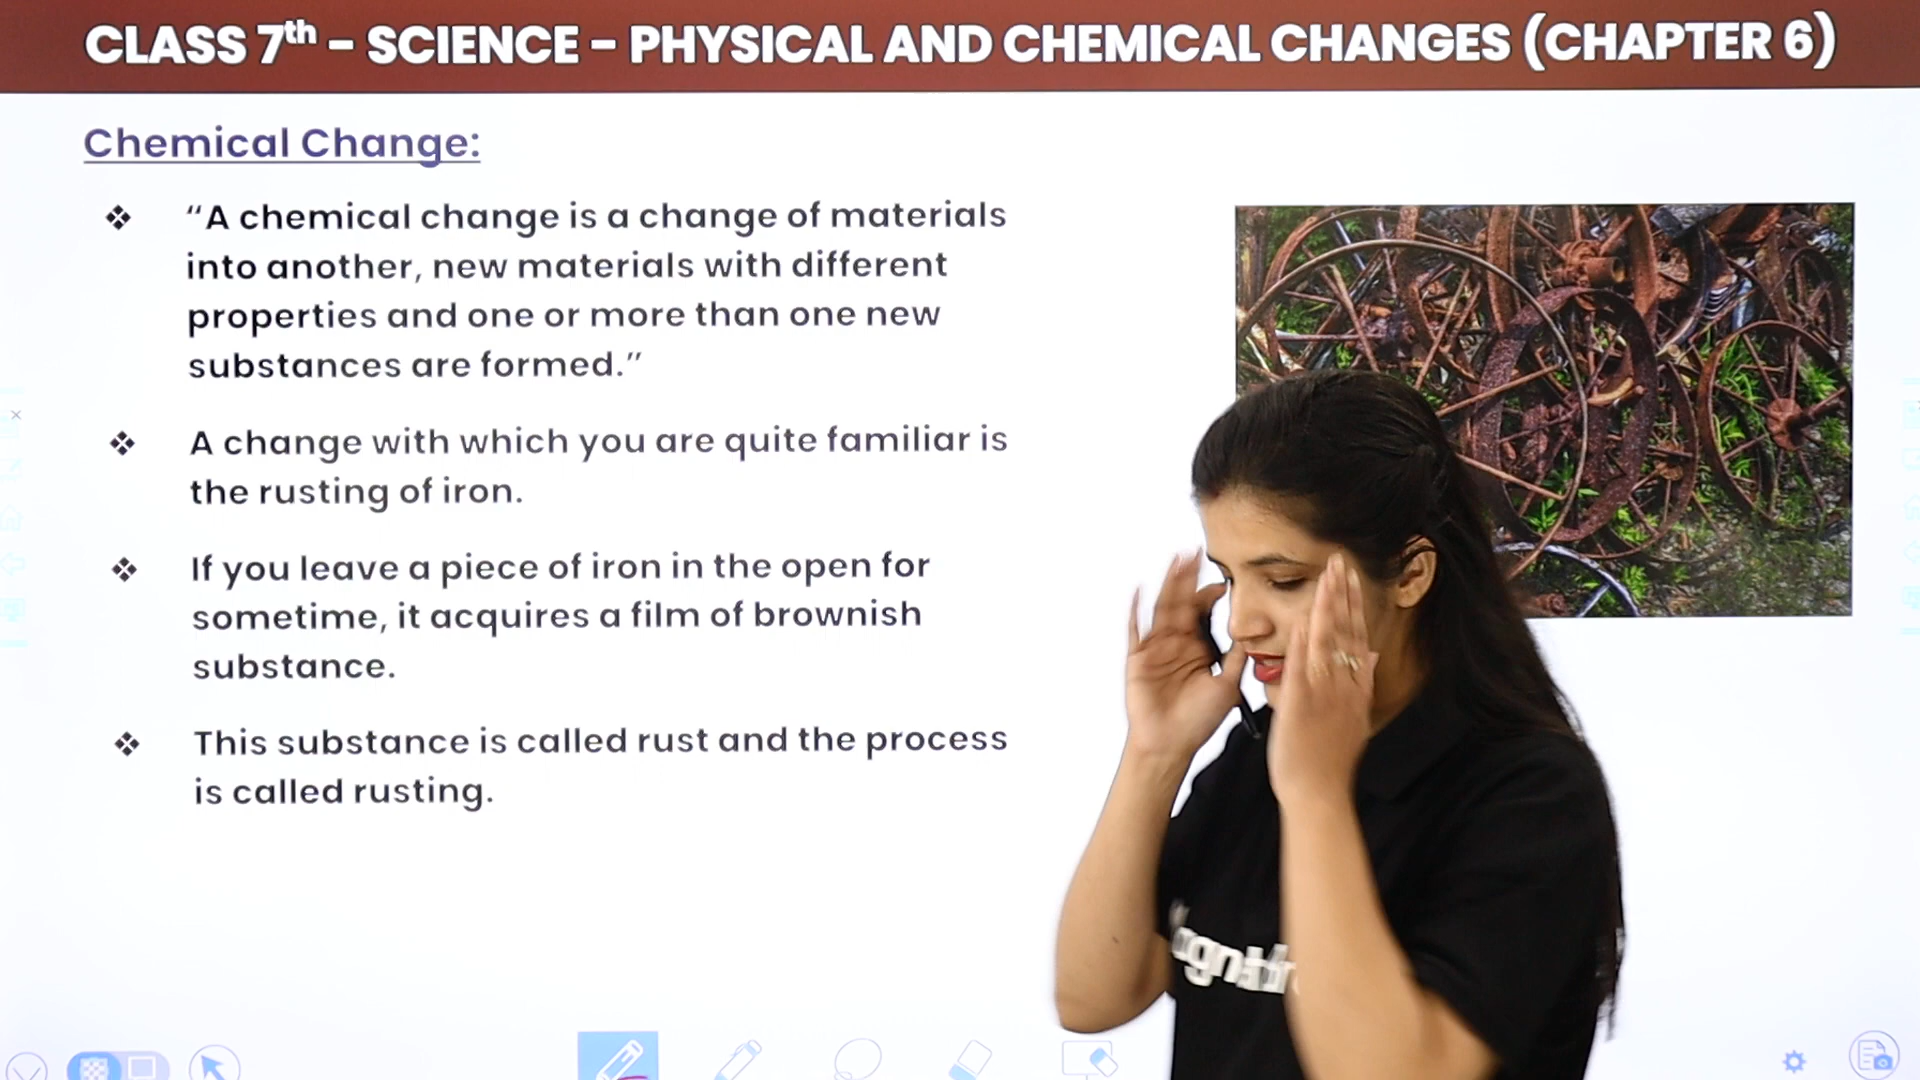 CLASS 7th – SCIENCE – PHYSICAL AND CHEMICAL CHANGES (CHAPTER 6)
Chemical Change:
❖ “A chemical change is a change of materials
into another, new materials with different
properties and one or more than one new
substances are formed.”
❖ A change with which you are quite familiar is
the rusting of iron.
❖ If you leave a piece of iron in the open for
sometime, it acquires a film of brownish
substance.
❖ This substance is called rust and the process
is called rusting.